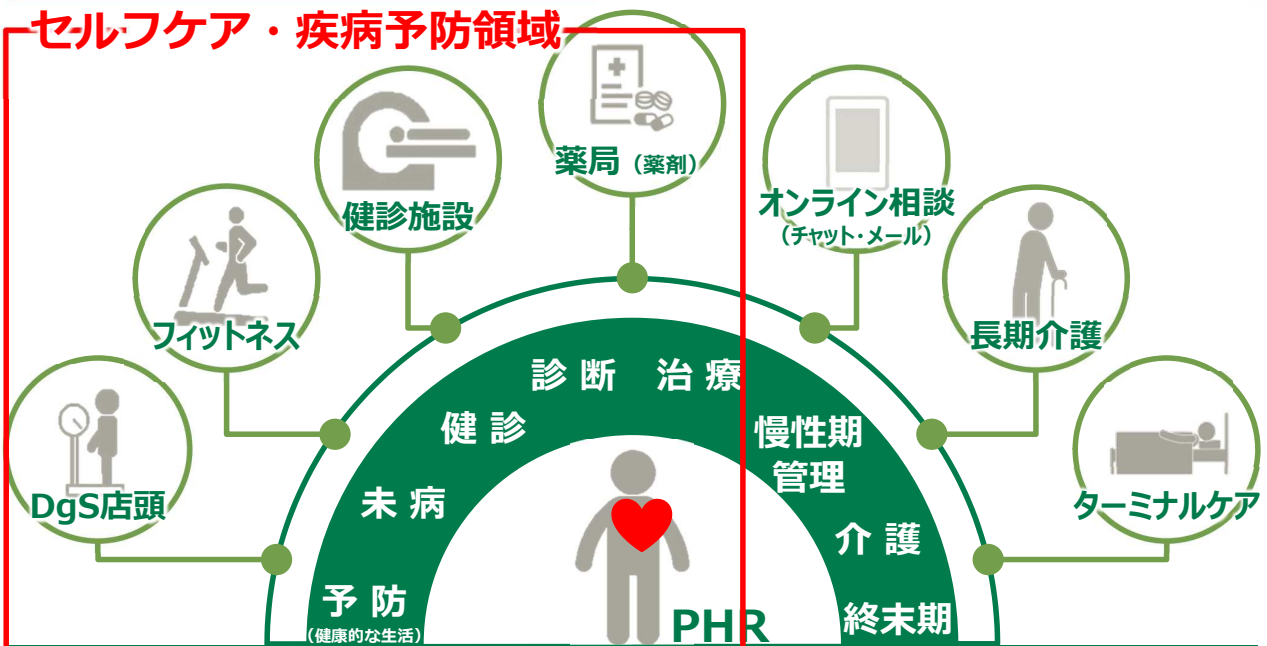 セルフケア・疾病予防領域
薬局（薬剤）
健診施設
オンライン相談
（チャット・メール）
フィットネス
長期介護
DgS店頭
ターミナルケア
診断 治療
健診
慢性期
管理
未病
介護
予防
（健康的な生活）
PHR
終末期